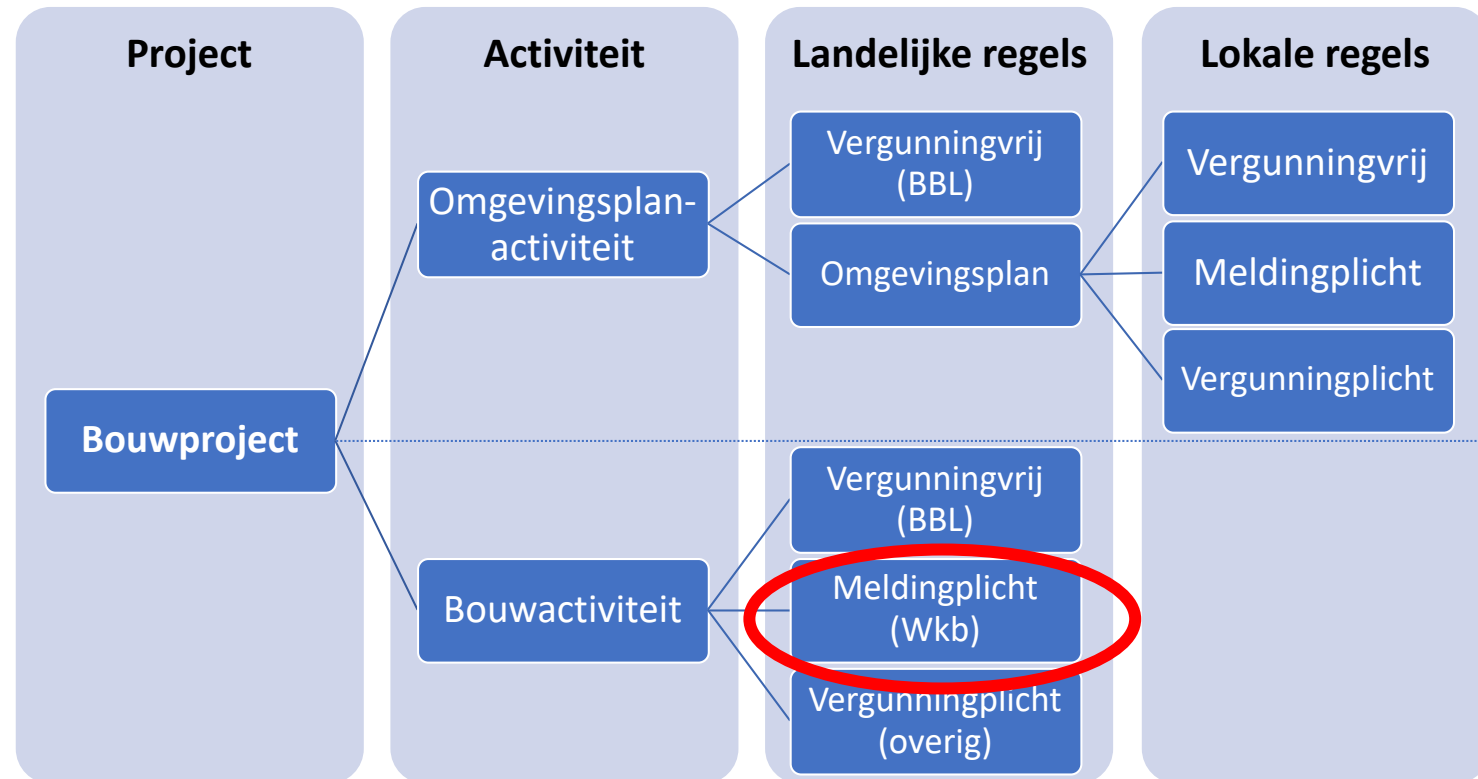 Project
Activiteit
Landelijke regels
Lokale regels
Bouwproject
Omgevingsplan-
activiteit
Bouwactiviteit
Vergunningvrij
(BBL)
Omgevingsplan
Vergunningvrij
(BBL)
Meldingplicht
(Wkb)
Vergunningplicht
(overig)
Vergunningvrij
Meldingplicht
Vergunningplicht